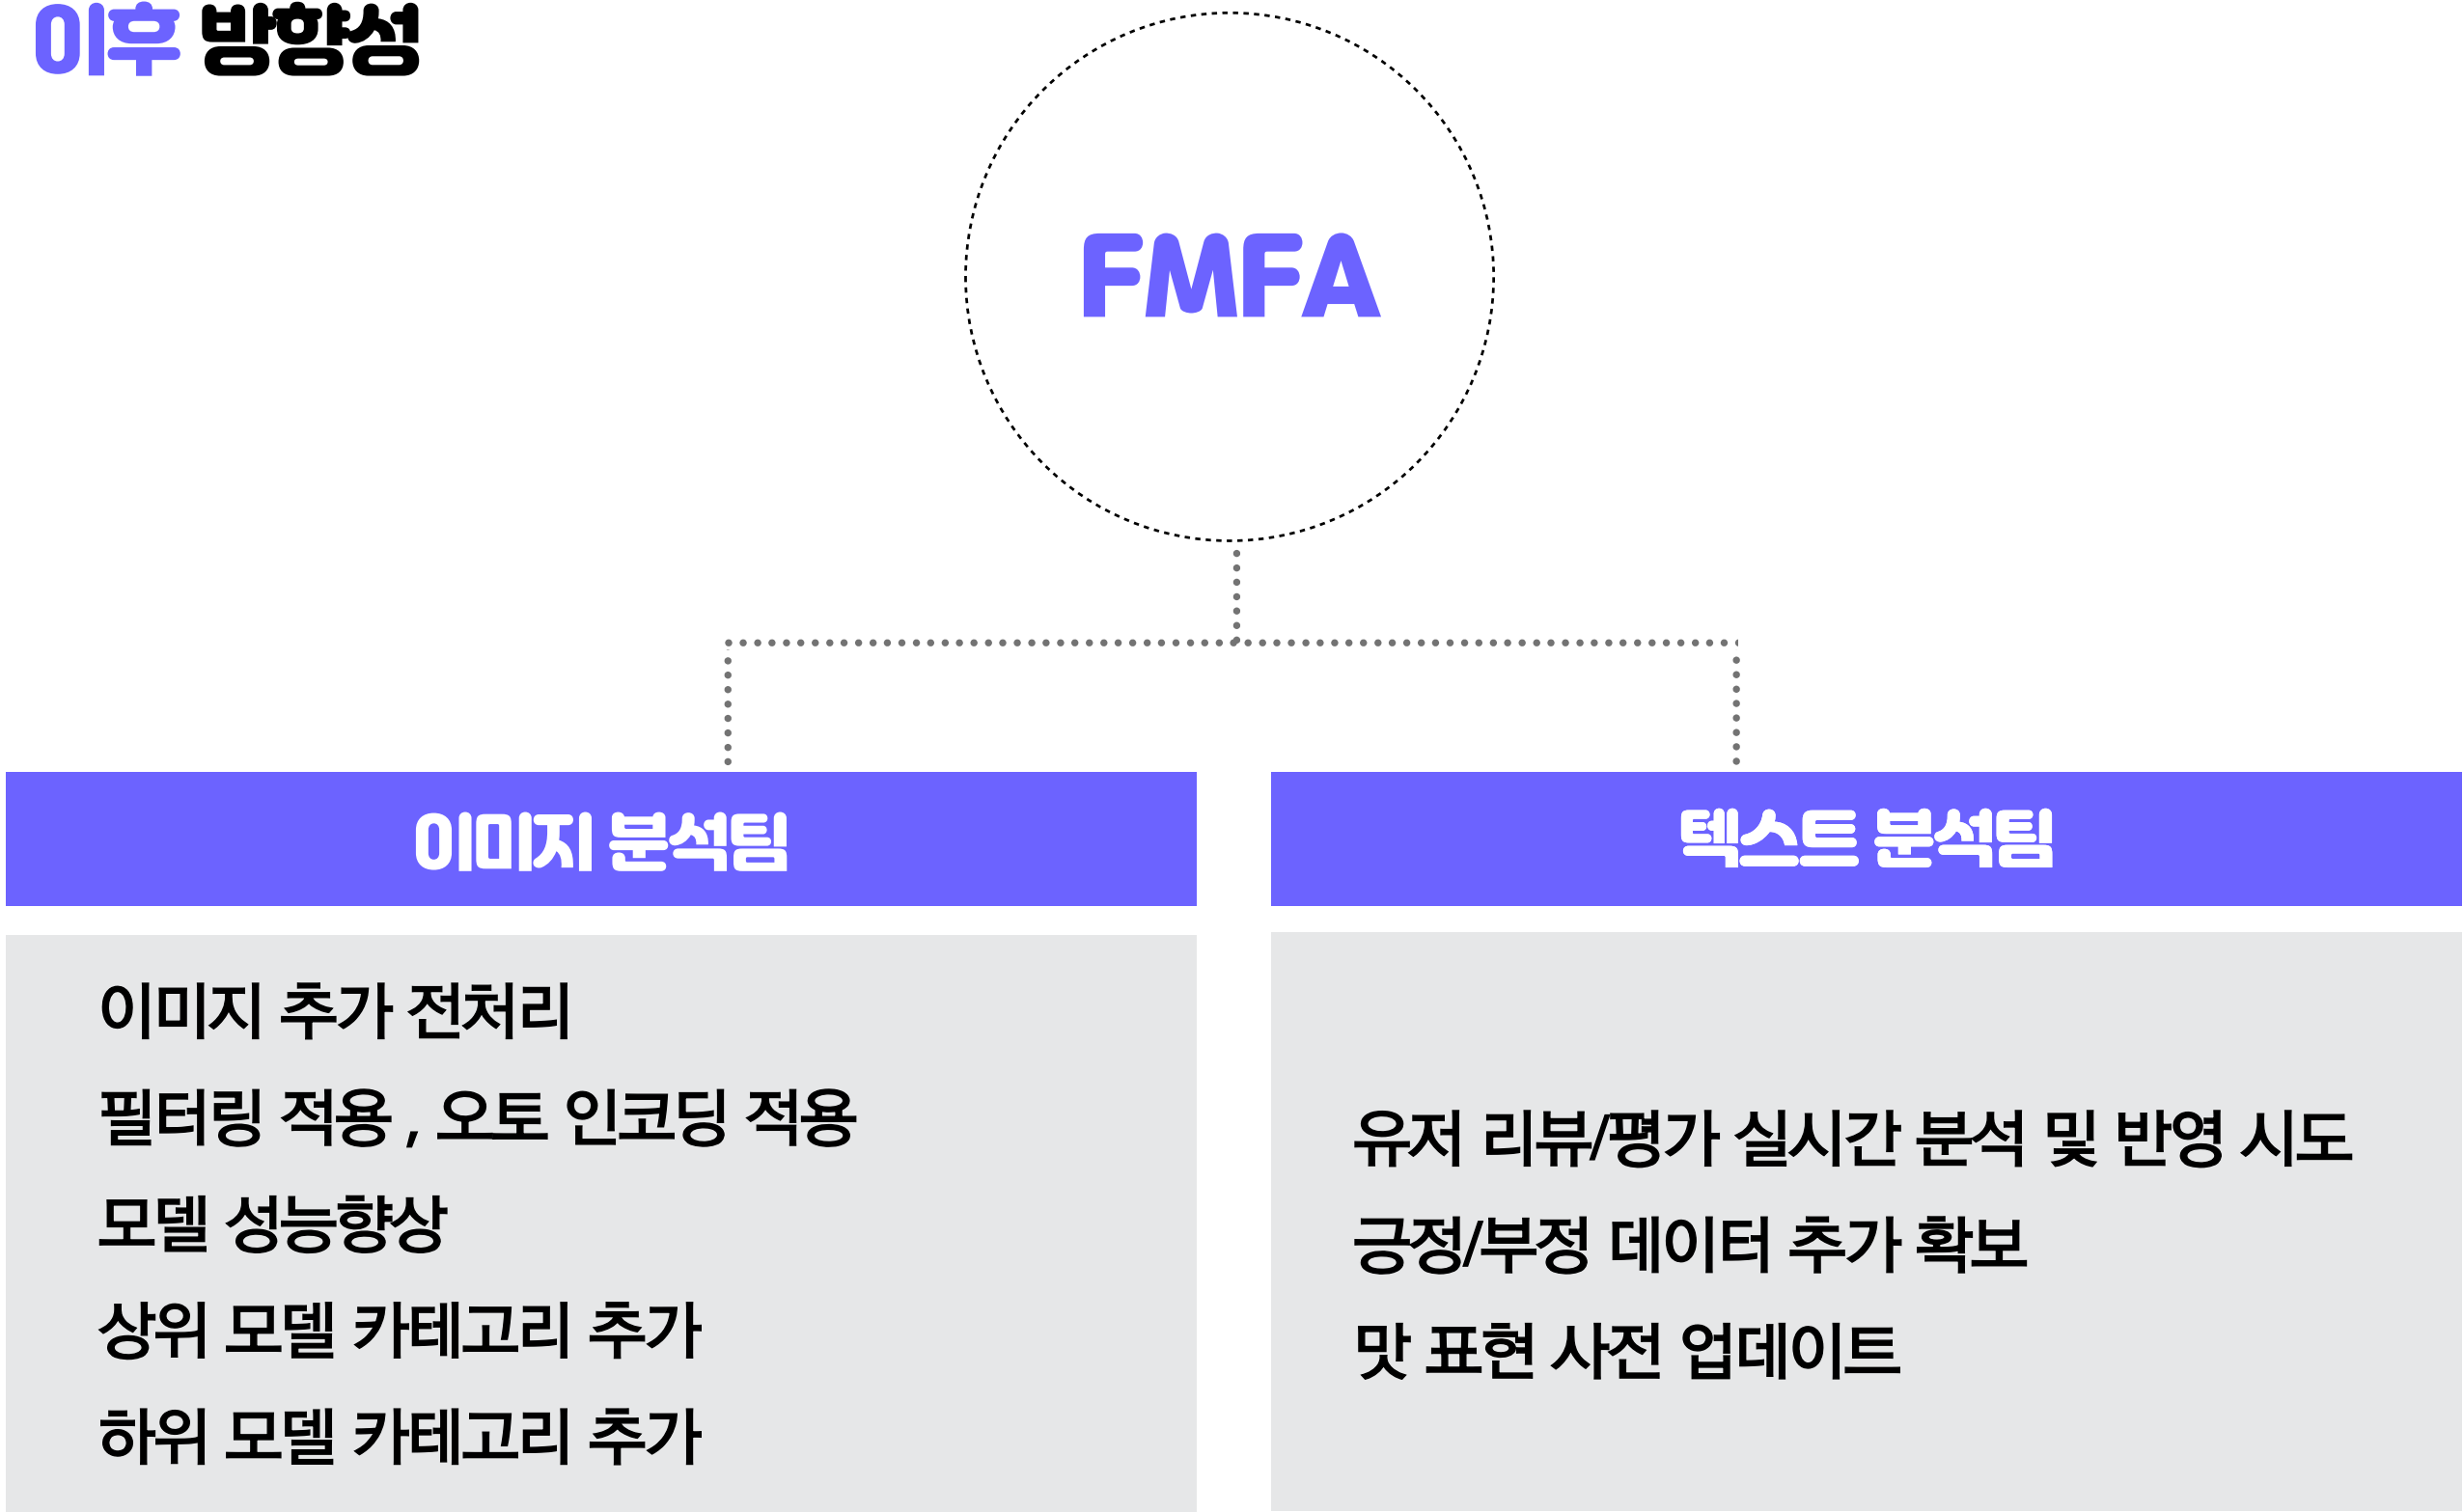 이후 방향성
FMFA
이미지 분석팀
텍스트 분석팀
이미지 추가 전처리
필터링 적용, 오토 인코딩 적용
모델 성능향상
상위 모델 카테고리 추가
하위 모델 카테고리 추가
유저 리뷰/평가 실시간 분석 및 반영 시도
긍정/부정 데이터 추가 확보
맛 표현 사전 업데이트